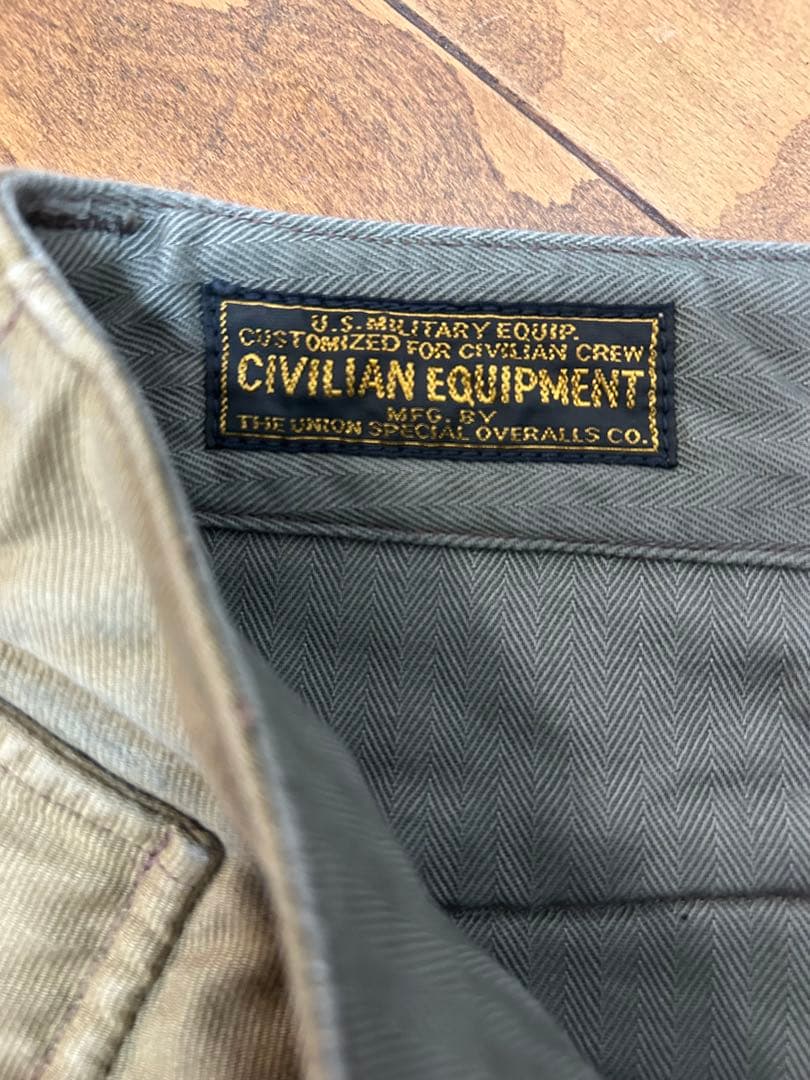 U.S.MILITARY EQUIP.
CUSTOMIZED FOR CIVILIAN CREW
CIVILIAN EQUIPMENT
MFG. BY
THE UNION SPECIAL OVERALLS CO.